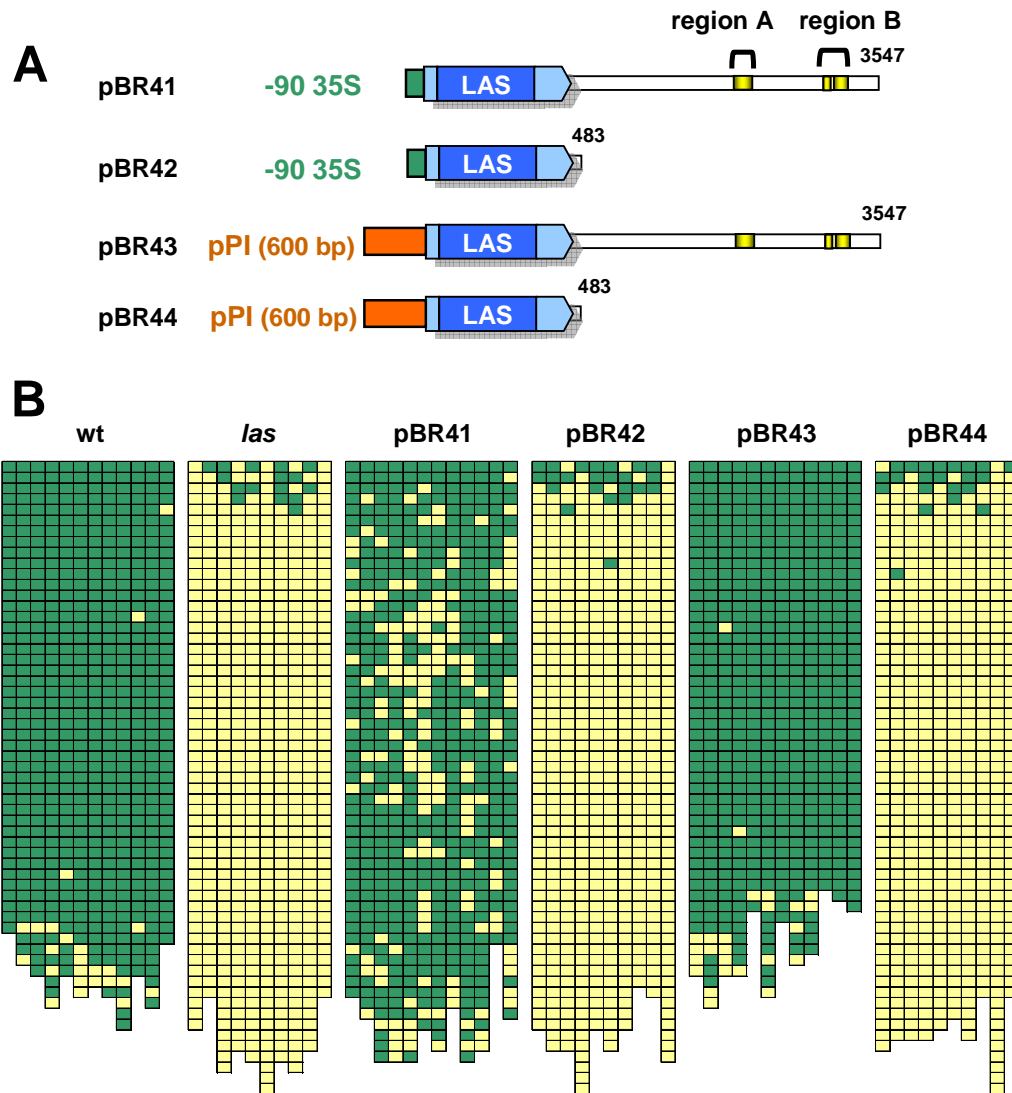 A
region A region B
3547
pBR41 -90 35S LAS
483
pBR42 -90 35S LAS
3547
pBR43 pPI (600 bp) LAS
483
pBR44 pPI (600 bp) LAS
B
wt las pBR41 pBR42 pBR43 pBR44